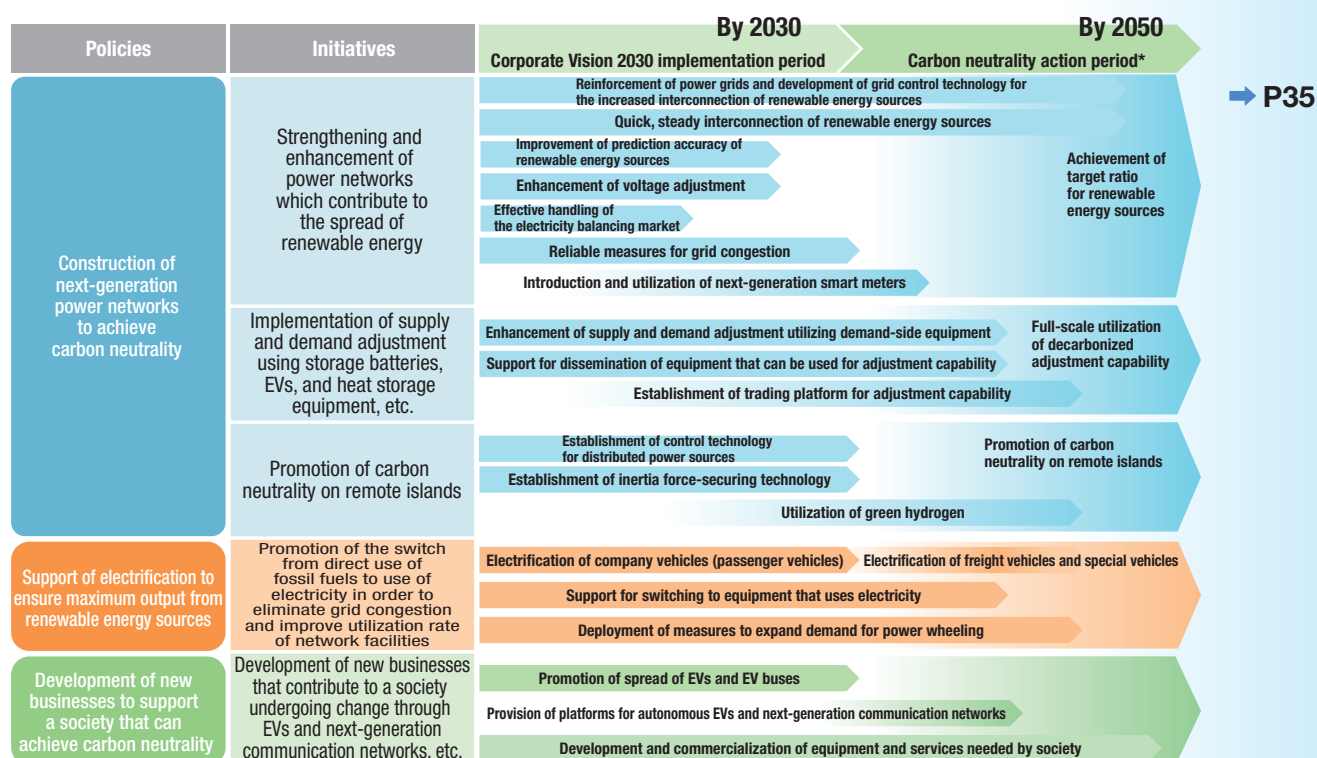 Policies
Initiatives
By 2030
Corporate Vision 2030 implementation period
By 2050
Carbon neutrality action period*
➡ P35
Construction of
next-generation
power networks
to achieve
carbon neutrality
Strengthening and
enhancement of
power networks
which contribute to
the spread of
renewable energy
Reinforcement of power grids and development of grid control technology for
the increased interconnection of renewable energy sources
Quick, steady interconnection of renewable energy sources
Improvement of prediction accuracy of
renewable energy sources
Enhancement of voltage adjustment
Effective handling of
the electricity balancing market
Reliable measures for grid congestion
Introduction and utilization of next-generation smart meters
Achievement of
target ratio
for renewable
energy sources
Implementation of supply
and demand adjustment
using storage batteries,
EVs, and heat storage
equipment, etc.
Enhancement of supply and demand adjustment utilizing demand-side equipment
Support for dissemination of equipment that can be used for adjustment capability
Establishment of trading platform for adjustment capability
Full-scale utilization
of decarbonized
adjustment capability
Promotion of carbon
neutrality on remote islands
Establishment of control technology
for distributed power sources
Establishment of inertia force-securing technology
Utilization of green hydrogen
Promotion of carbon
neutrality on remote islands
Support of electrification to
ensure maximum output from
renewable energy sources
Promotion of the switch
from direct use of
fossil fuels to use of
electricity in order to
eliminate grid congestion
and improve utilization rate
of network facilities
Electrification of company vehicles (passenger vehicles)
Electrification of freight vehicles and special vehicles
Support for switching to equipment that uses electricity
Deployment of measures to expand demand for power wheeling
Development of new
businesses to support
a society that can
achieve carbon neutrality
Development of new businesses
that contribute to a society
undergoing change through
EVs and next-generation
communication networks, etc.
Promotion of spread of EVs and EV buses
Provision of platforms for autonomous EVs and next-generation communication networks
Development and commercialization of equipment and services needed by society